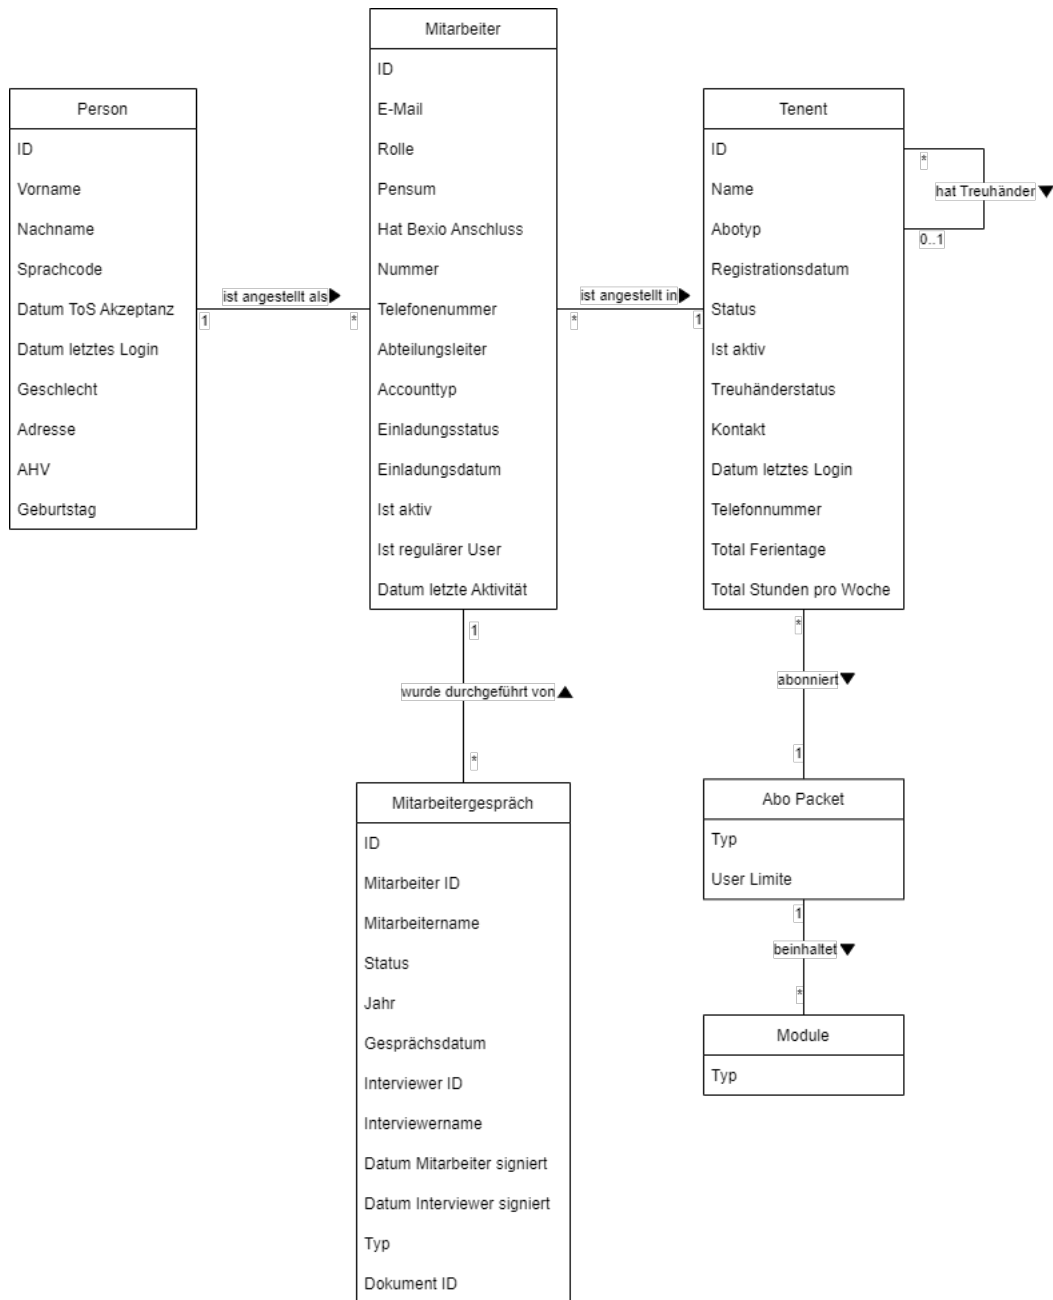 Person
ID
Vorname
Nachname
Sprachcode
Datum ToS Akzeptanz
Datum letztes Login
Geschlecht
Adresse
AHV
Geburtstag
ist angestellt als
1
*
Mitarbeiter
ID
E-Mail
Rolle
Pensum
Hat Bexio Anschluss
Nummer
Telefonenummer
Abteilungsleiter
Accounttyp
Einladungsstatus
Einladungsdatum
Ist aktiv
Ist regulärer User
Datum letzte Aktivität
ist angestellt in
*
1
Tenent
ID
Name
Abotyp
Registrationsdatum
Status
Ist aktiv
Treuhänderstatus
Kontakt
Datum letztes Login
Telefonnummer
Total Ferientage
Total Stunden pro Woche
*
hat Treuhänder
0..1
1
wurde durchgeführt von
*
Mitarbeitergespräch
ID
Mitarbeiter ID
Mitarbeitername
Status
Jahr
Gesprächsdatum
Interviewer ID
Interviewername
Datum Mitarbeiter signiert
Datum Interviewer signiert
Typ
Dokument ID
*
abonniert
1
Abo Packet
Typ
User Limite
1
beinhaltet
*
Module
Typ